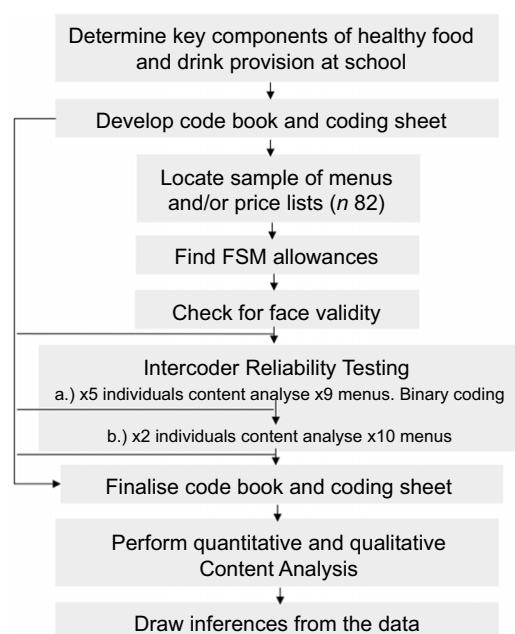 Determine key components of healthy food
and drink provision at school
Develop code book and coding sheet
Locate sample of menus
and/or price lists (n 82)
Find FSM allowances
Check for face validity
Intercoder Reliability Testing
a.) x5 individuals content analyse x9 menus. Binary coding
b.) x2 individuals content analyse x10 menus
Finalise code book and coding sheet
Perform quantitative and qualitative
Content Analysis
Draw inferences from the data